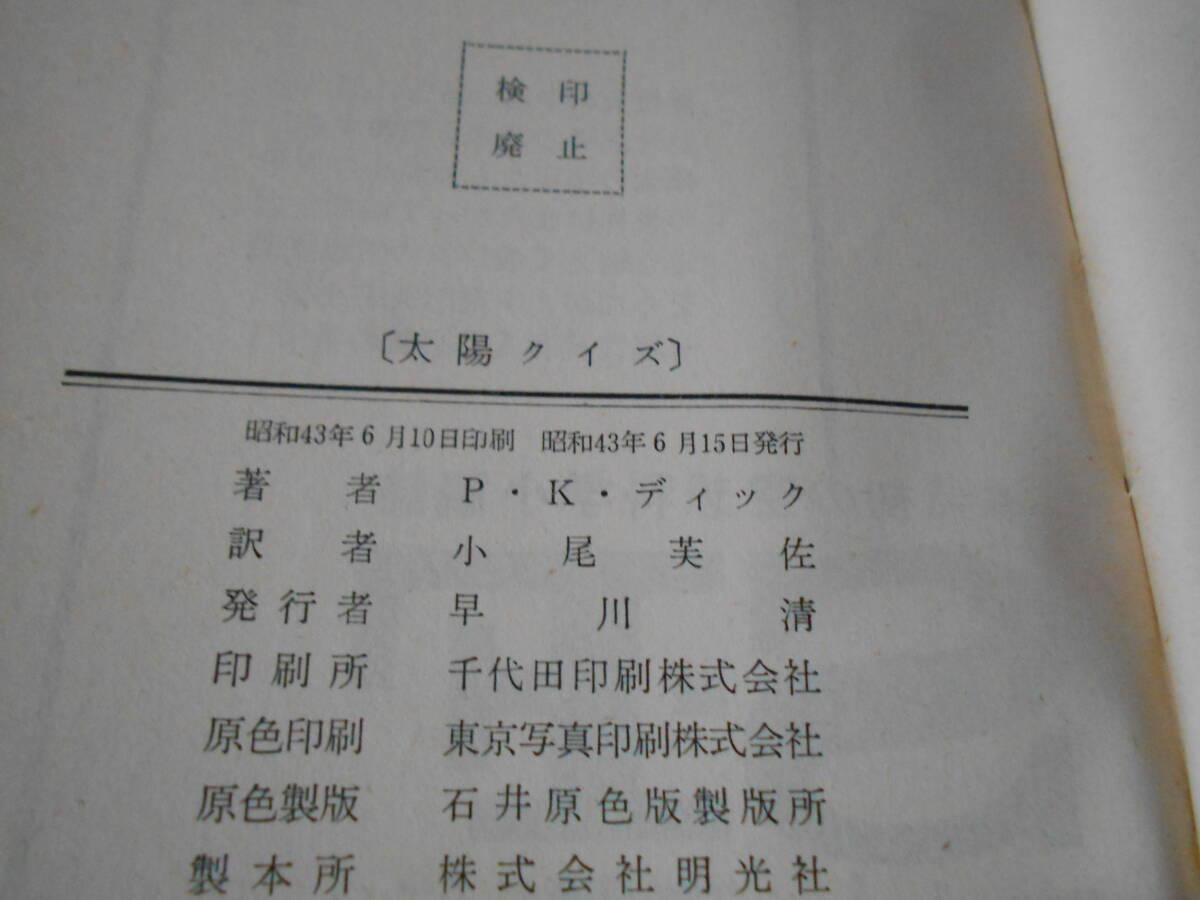 検印
廃止
〔太陽クイズ〕
昭和43年6月10日印刷 昭和43年6月15日発行
著者 P・K・ディック
訳者 小尾芙佐
発行者 早川清
印刷所 千代田印刷株式会社
原色印刷 東京写真印刷株式会社
原色製版 石井原色版製版所
製本所 株式会社明光社